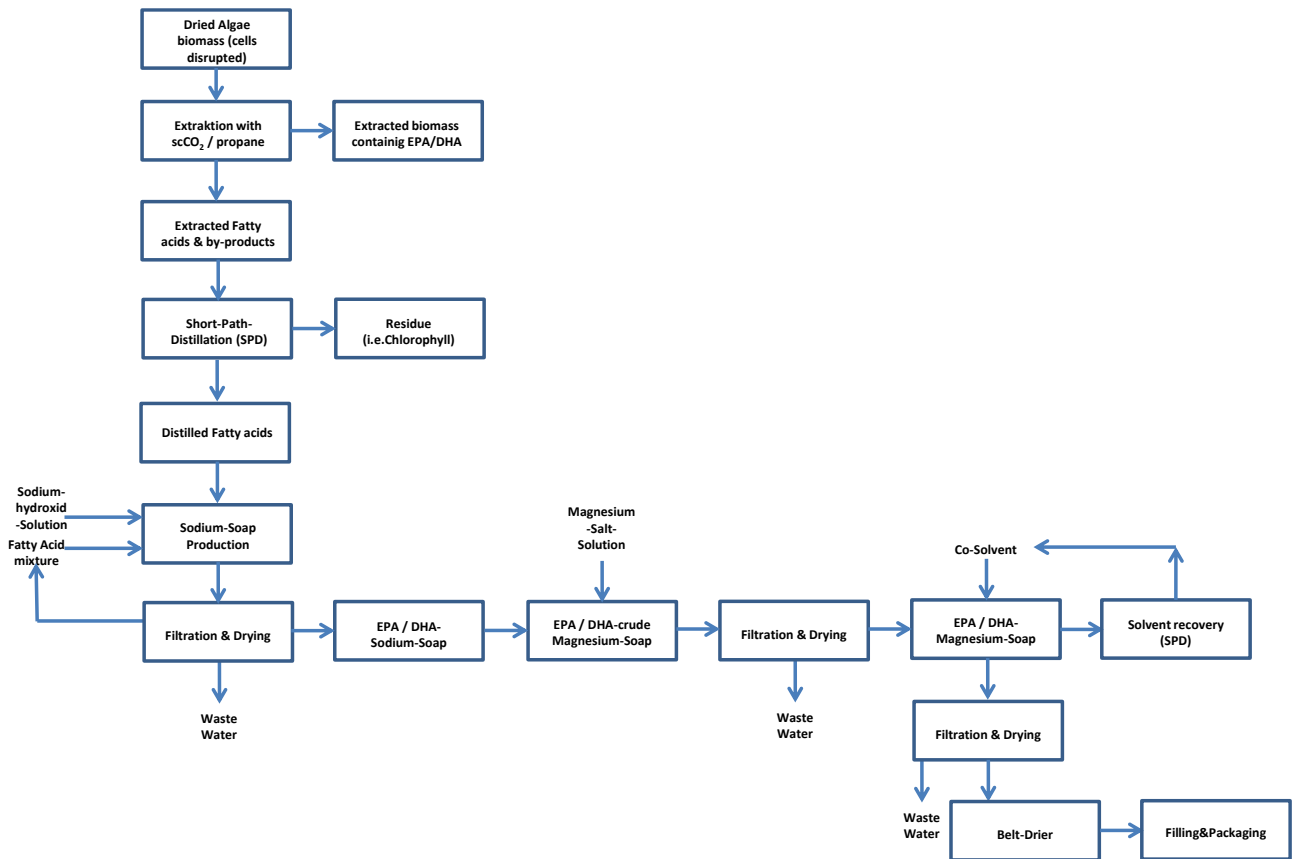 Dried Algae
biomass (cells
disrupted)
Extraktion with
scCO₂ / propane
Extracted biomass
containig EPA/DHA
Extracted Fatty
acids & by-products
Short-Path-
Distillation (SPD)
Residue
(i.e.Chlorophyll)
Distilled Fatty acids
Sodium-
hydroxid
-Solution
Fatty Acid
mixture
Sodium-Soap
Production
Magnesium
-Salt-
Solution
Co-Solvent
Filtration & Drying
EPA / DHA-
Sodium-Soap
EPA / DHA-crude
Magnesium-Soap
Filtration & Drying
EPA / DHA-
Magnesium-Soap
Solvent recovery
(SPD)
Waste
Water
Waste
Water
Filtration & Drying
Waste
Water
Belt-Drier
Filling&Packaging